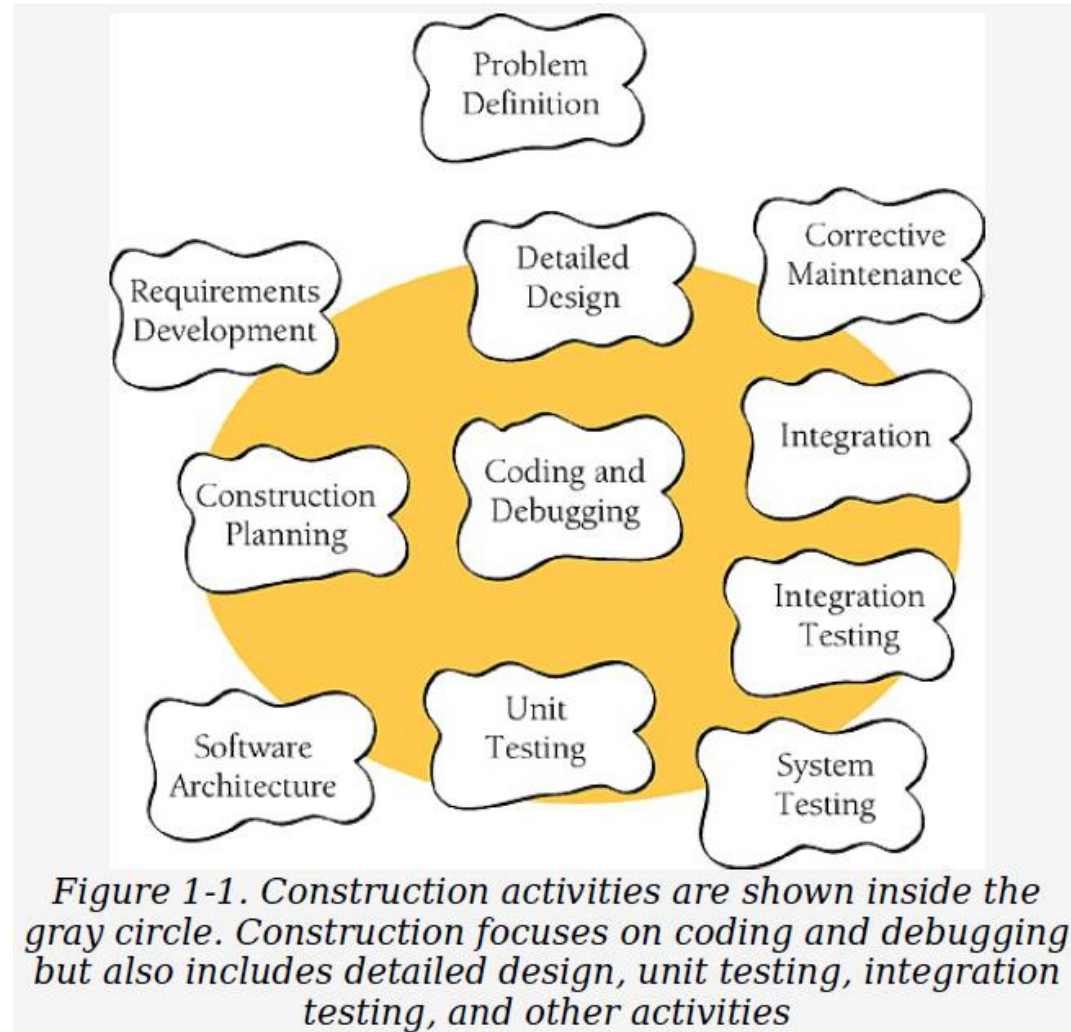 Problem
Definition
Detailed
Design
Corrective
Maintenance
Requirements
Development
Integration
Construction
Planning
Coding and
Debugging
Integration
Testing
Software
Architecture
Unit
Testing
System
Testing
Figure 1-1. Construction activities are shown inside the
gray circle. Construction focuses on coding and debugging
but also includes detailed design, unit testing, integration
testing, and other activities